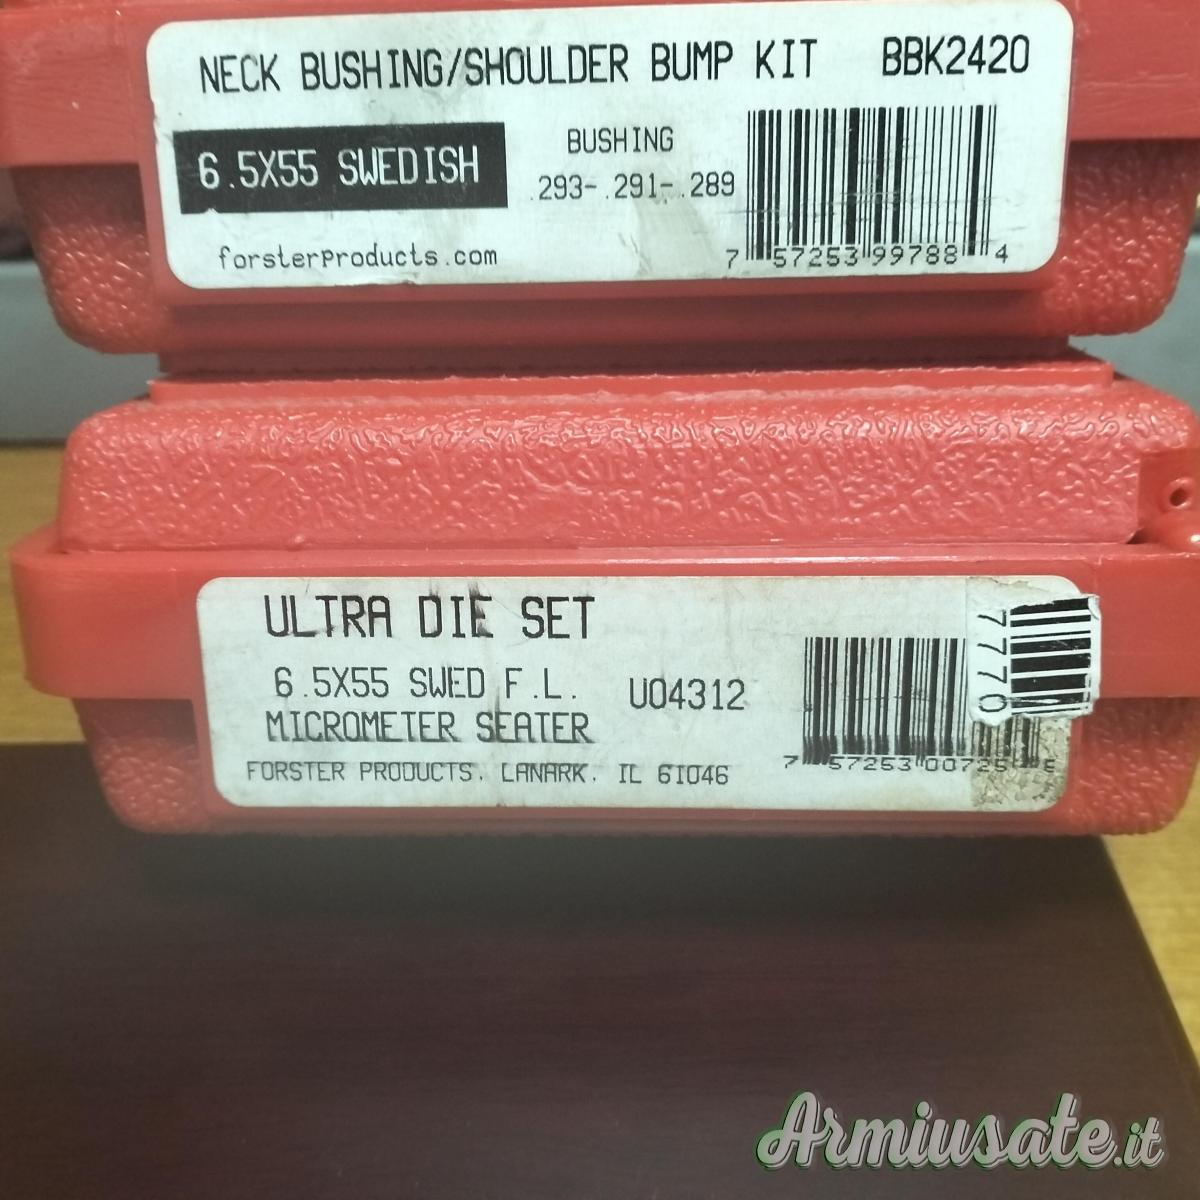 NECK BUSHING/SHOULDER BUMP KIT BBK2420
6.5X55 SWEDISH
BUSHING
.293-.291-.289
forsterproducts.com
7 57253 99788 4
ULTRA DIE SET
6.5X55 SWED F.L.
MICROMETER SEATER
U04312
FORSTER PRODUCTS. LANARK. IL 61046
7 57253 00725
7770
Armiusate.it